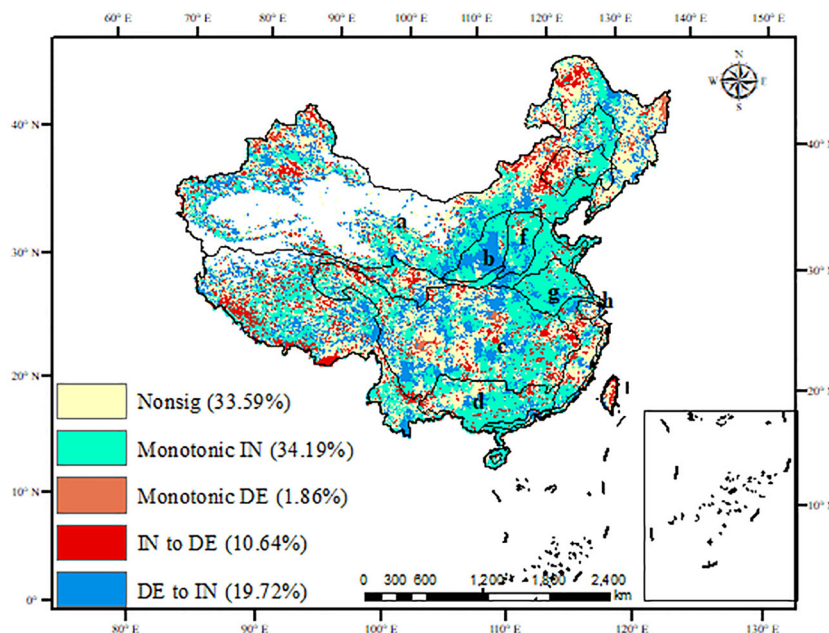 60° E 70° E 80° E 90° E 100° E 110° E 120° E 130° E 140° E 150° E
N
W E
S
40° N 40° N
e
a
f
b
30° N 30° N
g h
c
20° N 20° N
d
Nonsig (33.59%)
Monotonic IN (34.19%)
Monotonic DE (1.86%)
10° N 10° N
IN to DE (10.64%)
DE to IN (19.72%)
0 300 600 1,200 1,800 2,400
km
0° 0°
80° E 90° E 100° E 110° E 120° E 130° E